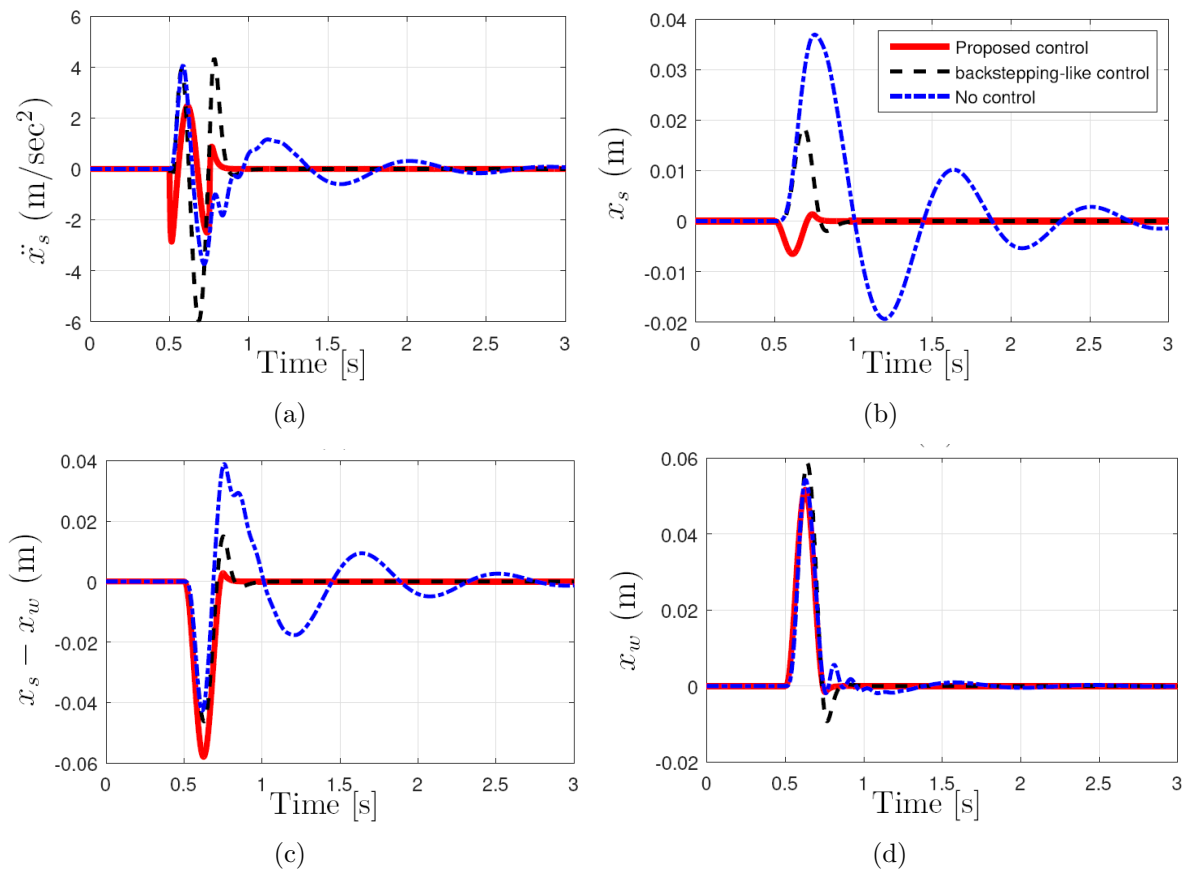 6
4
2
0
-2
-4
-6
ẍ_s (m/sec²)
0 0.5 1 1.5 2 2.5 3
Time [s]
(a)
0.04
0.03
0.02
0.01
0
-0.01
-0.02
x_s (m)
Proposed control
backstepping-like control
No control
0 0.5 1 1.5 2 2.5 3
Time [s]
(b)
0.04
0.02
0
-0.02
-0.04
-0.06
x_s − x_w (m)
0 0.5 1 1.5 2 2.5 3
Time [s]
(c)
0.06
0.04
0.02
0
-0.02
x_w (m)
0 0.5 1 1.5 2 2.5 3
Time [s]
(d)